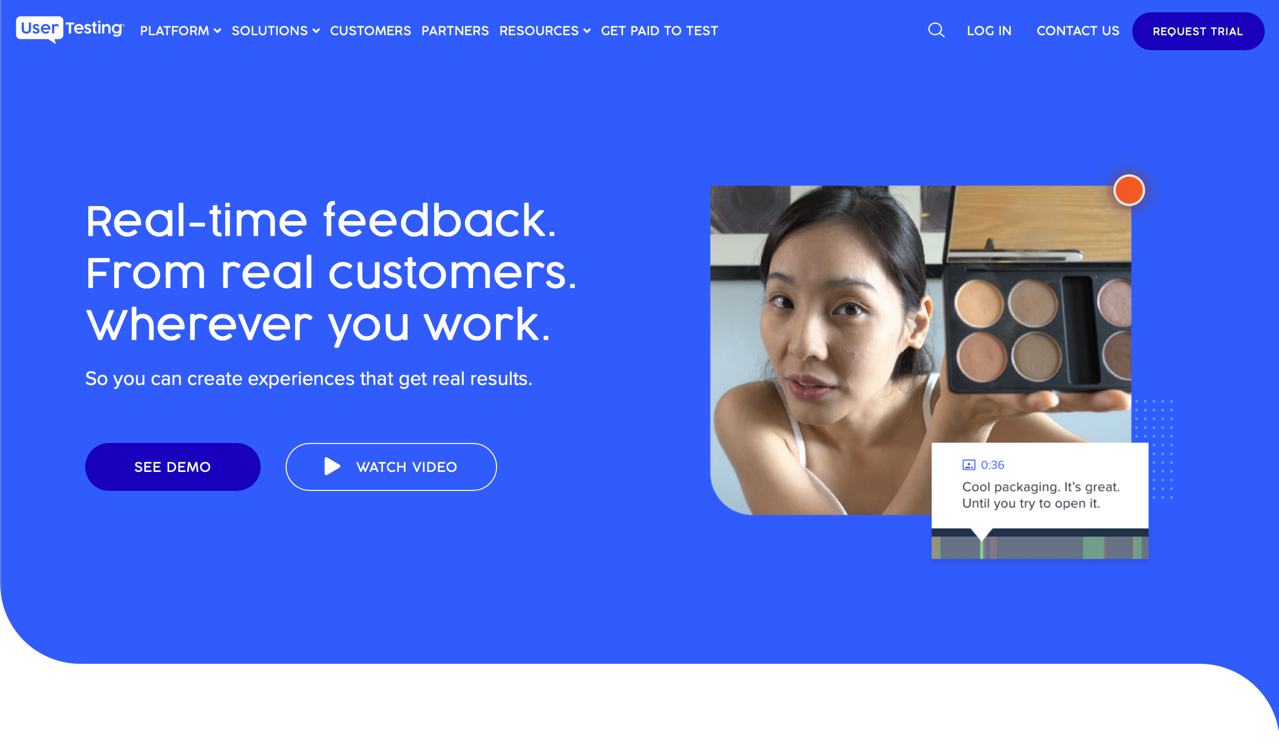 UserTesting
PLATFORM SOLUTIONS CUSTOMERS PARTNERS RESOURCES GET PAID TO TEST
LOG IN CONTACT US REQUEST TRIAL
Real-time feedback.
From real customers.
Wherever you work.
So you can create experiences that get real results.
SEE DEMO WATCH VIDEO
0:36
Cool packaging. It's great.
Until you try to open it.